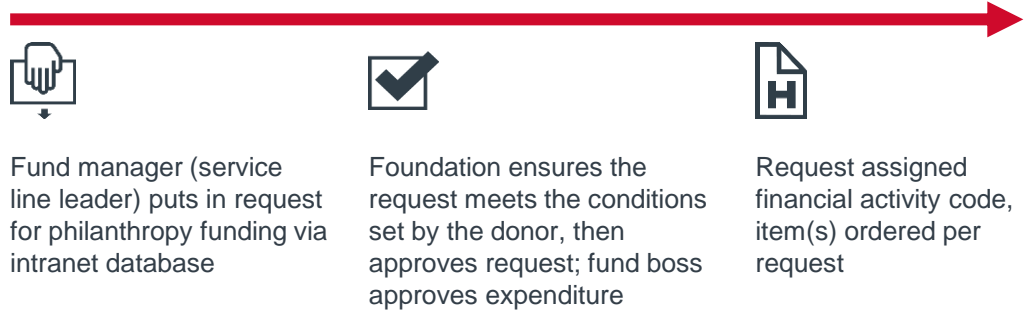 H
Fund manager (service
line leader) puts in request
for philanthropy funding via
intranet database
Foundation ensures the
request meets the conditions
set by the donor, then
approves request; fund boss
approves expenditure
Request assigned
financial activity code,
item(s) ordered per
request